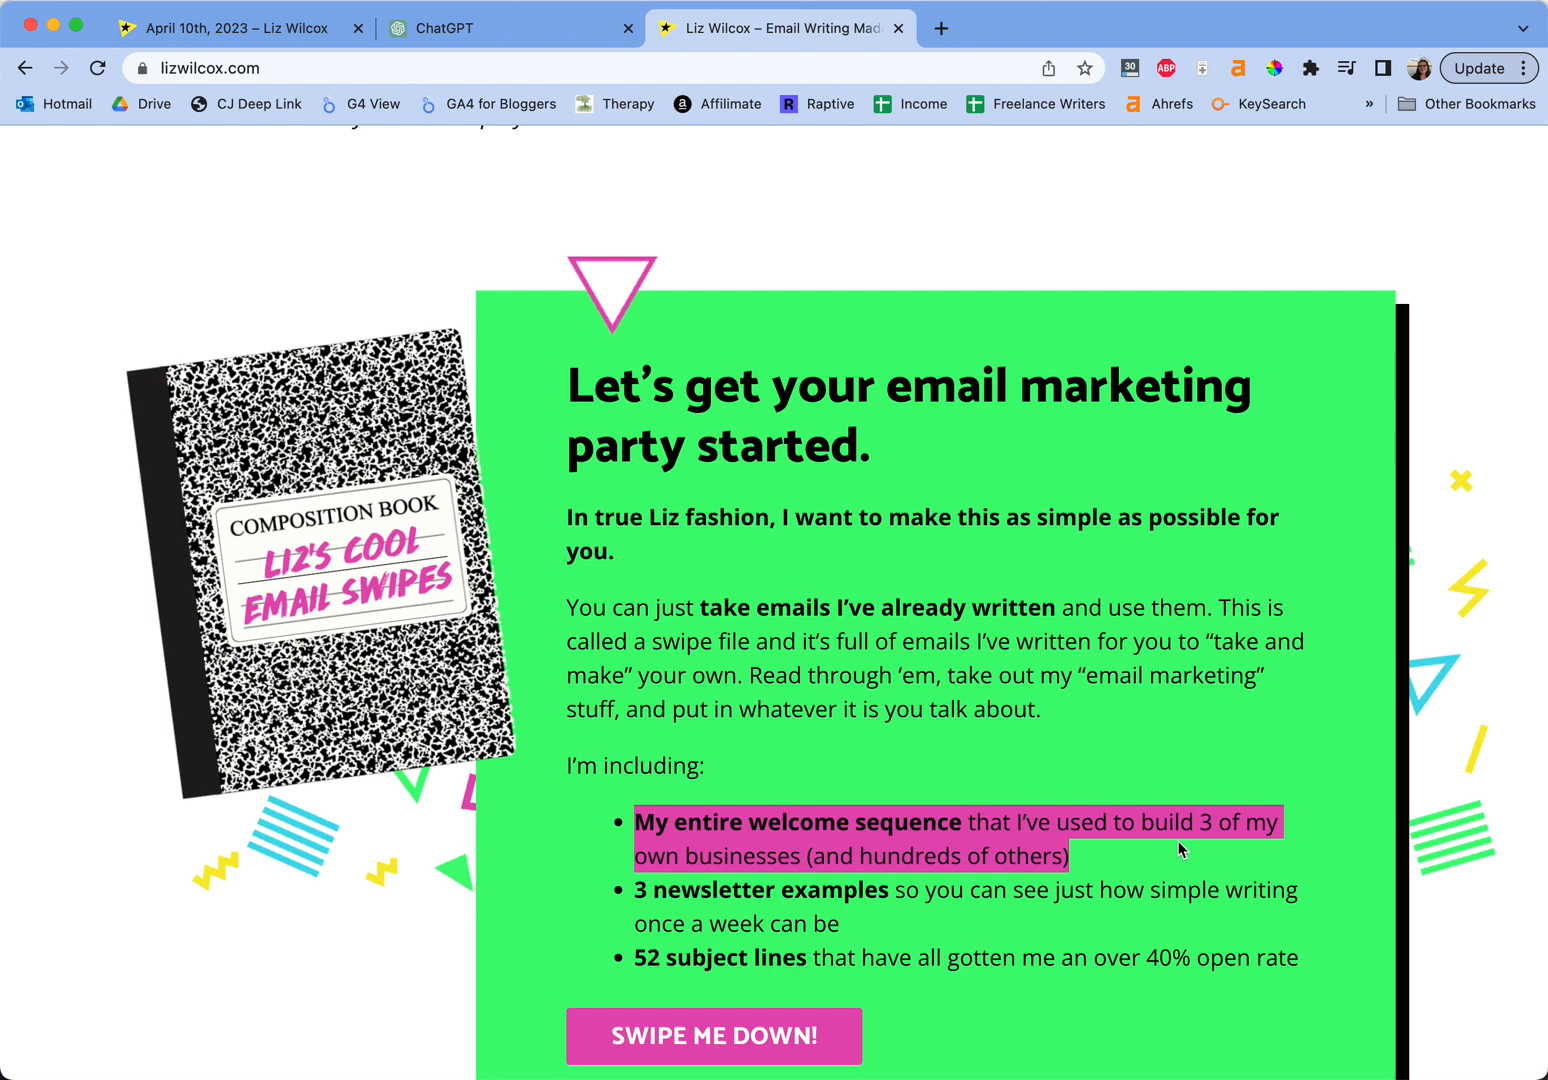 April 10th, 2023 – Liz Wilcox
ChatGPT
Liz Wilcox – Email Writing Mad
lizwilcox.com
30
ABP
a
Update
Hotmail
Drive
CJ Deep Link
G4 View
GA4 for Bloggers
Therapy
a
Affilimate
R
Raptive
Income
Freelance Writers
a
Ahrefs
KeySearch
»
Other Bookmarks
Let’s get your email marketing
party started.
In true Liz fashion, I want to make this as simple as possible for
you.
COMPOSITION BOOK
LIZ'S COOL
EMAIL SWIPES
You can just take emails I’ve already written and use them. This is
called a swipe file and it’s full of emails I’ve written for you to “take and
make” your own. Read through ‘em, take out my “email marketing”
stuff, and put in whatever it is you talk about.
I’m including:
• My entire welcome sequence that I’ve used to build 3 of my
own businesses (and hundreds of others)
• 3 newsletter examples so you can see just how simple writing
once a week can be
• 52 subject lines that have all gotten me an over 40% open rate
SWIPE ME DOWN!